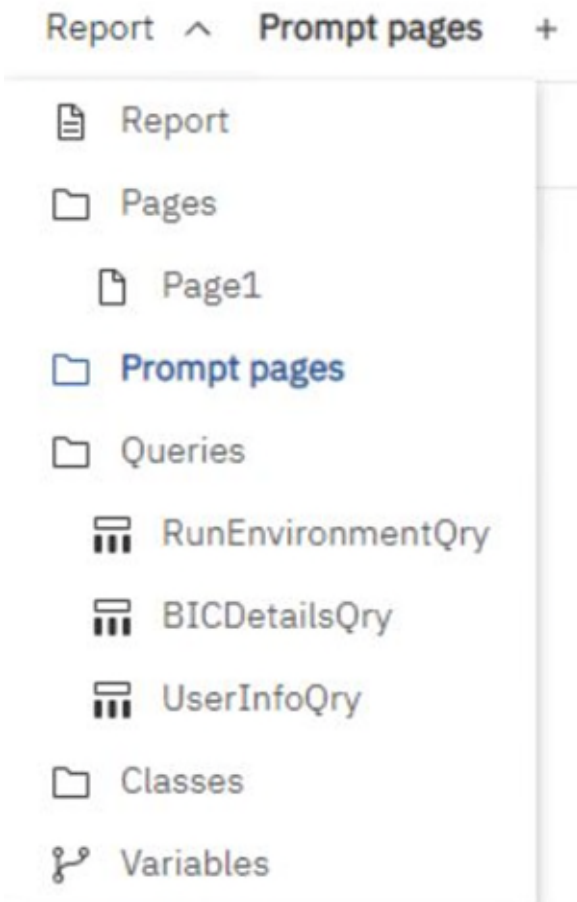 Report Prompt pages +
Report
Pages
Page1
Prompt pages
Queries
RunEnvironmentQry
BICDetailsQry
UserInfoQry
Classes
Variables